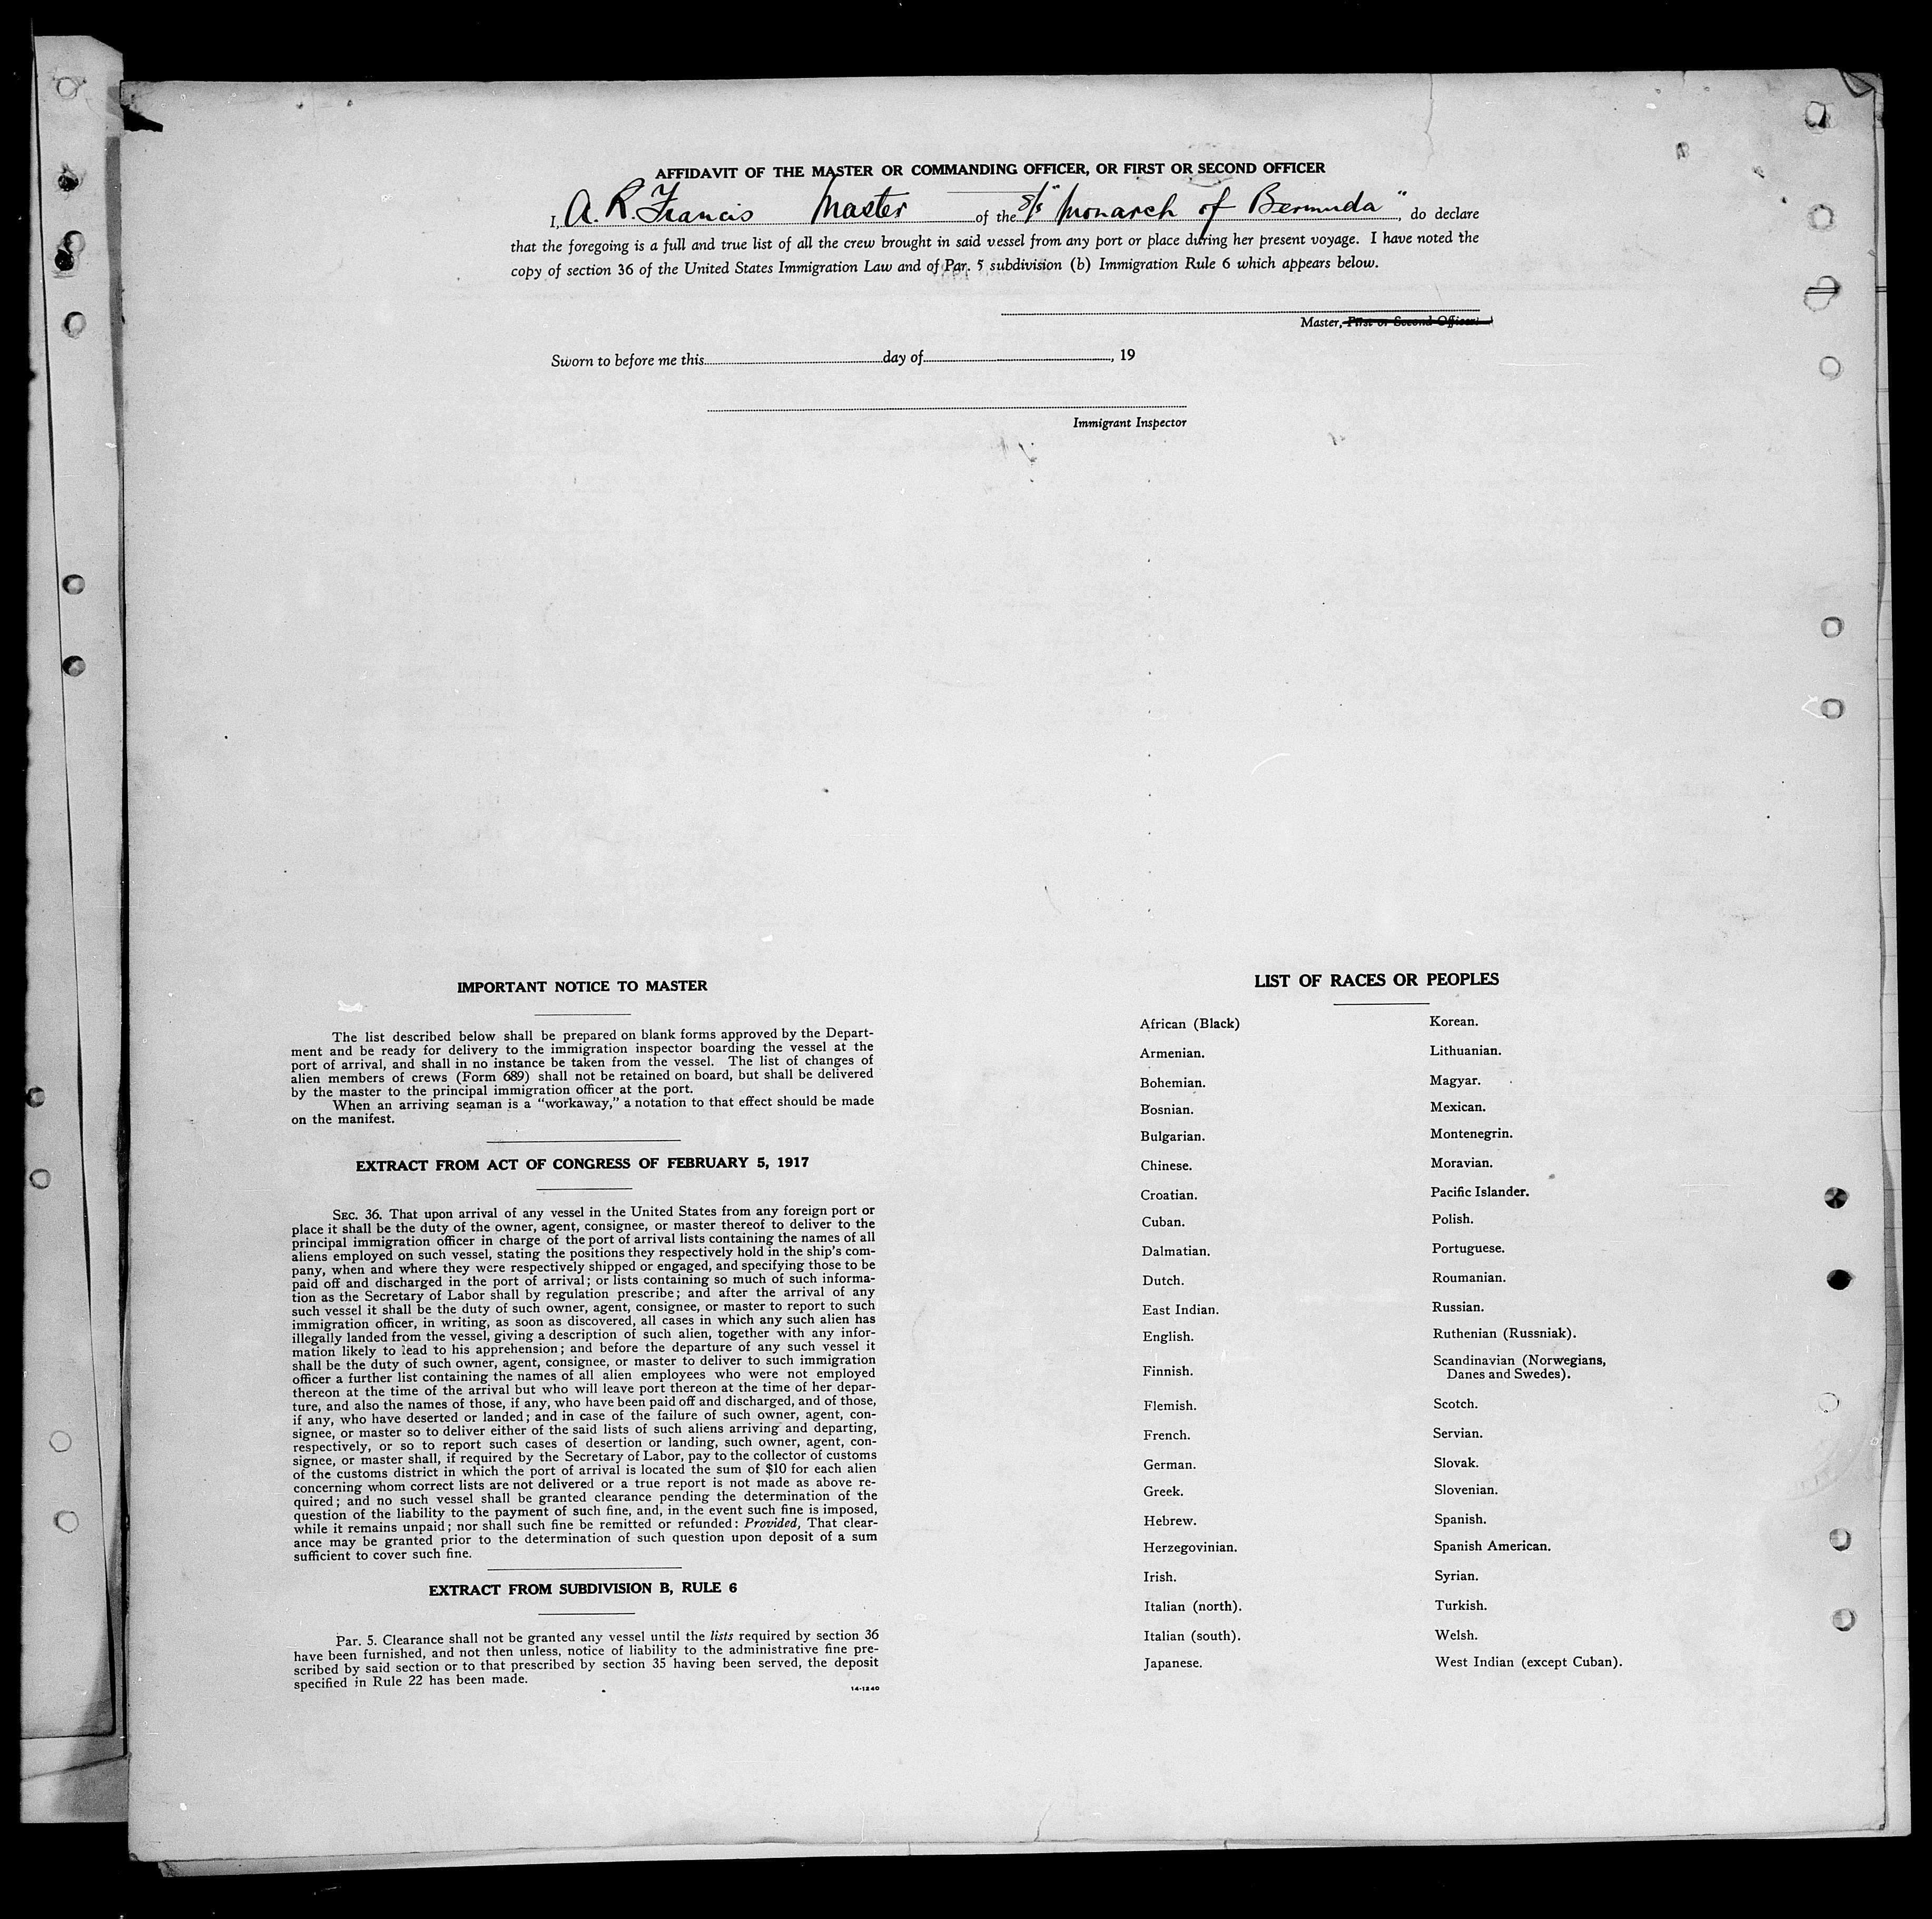 AFFIDAVIT OF THE MASTER OR COMMANDING OFFICER, OR FIRST OR SECOND OFFICER
I, A. R. Francis Master of the S/S "Monarch of Bermuda", do declare
that the foregoing is a full and true list of all the crew brought in said vessel from any port or place during her present voyage. I have noted the
copy of section 36 of the United States Immigration Law and of Par. 5 subdivision (b) Immigration Rule 6 which appears below.
Master, First or Second Officer.
Sworn to before me this day of , 19
Immigrant Inspector
IMPORTANT NOTICE TO MASTER
The list described below shall be prepared on blank forms approved by the Depart-
ment and be ready for delivery to the immigration inspector boarding the vessel at the
port of arrival, and shall in no instance be taken from the vessel. The list of changes of
alien members of crews (Form 689) shall not be retained on board, but shall be delivered
by the master to the principal immigration officer at the port.
When an arriving seaman is a "workaway," a notation to that effect should be made
on the manifest.
EXTRACT FROM ACT OF CONGRESS OF FEBRUARY 5, 1917
SEC. 36. That upon arrival of any vessel in the United States from any foreign port or
place it shall be the duty of the owner, agent, consignee, or master thereof to deliver to the
principal immigration officer in charge of the port of arrival lists containing the names of all
aliens employed on such vessel, stating the positions they respectively hold in the ship's com-
pany, when and where they were respectively shipped or engaged, and specifying those to be
paid off and discharged in the port of arrival; or lists containing so much of such informa-
tion as the Secretary of Labor shall by regulation prescribe; and after the arrival of any
such vessel it shall be the duty of such owner, agent, consignee, or master to report to such
immigration officer, in writing, as soon as discovered, all cases in which any such alien has
illegally landed from the vessel, giving a description of such alien, together with any infor-
mation likely to lead to his apprehension; and before the departure of any such vessel it
shall be the duty of such owner, agent, consignee, or master to deliver to such immigration
officer a further list containing the names of all alien employees who were not employed
thereon at the time of the arrival but who will leave port thereon at the time of her depar-
ture, and also the names of those, if any, who have been paid off and discharged, and of those,
if any, who have deserted or landed; and in case of the failure of such owner, agent, con-
signee, or master so to deliver either of the said lists of such aliens arriving and departing,
respectively, or so to report such cases of desertion or landing, such owner, agent, con-
signee, or master shall, if required by the Secretary of Labor, pay to the collector of customs
of the customs district in which the port of arrival is located the sum of $10 for each alien
concerning whom correct lists are not delivered or a true report is not made as above re-
quired; and no such vessel shall be granted clearance pending the determination of the
question of the liability to the payment of such fine, and, in the event such fine is imposed,
while it remains unpaid; nor shall such fine be remitted or refunded: Provided, That clear-
ance may be granted prior to the determination of such question upon deposit of a sum
sufficient to cover such fine.
EXTRACT FROM SUBDIVISION B, RULE 6
Par. 5. Clearance shall not be granted any vessel until the lists required by section 36
have been furnished, and not then unless, notice of liability to the administrative fine pre-
scribed by said section or to that prescribed by section 35 having been served, the deposit
specified in Rule 22 has been made.
14-1240
LIST OF RACES OR PEOPLES
African (Black)
Armenian.
Bohemian.
Bosnian.
Bulgarian.
Chinese.
Croatian.
Cuban.
Dalmatian.
Dutch.
East Indian.
English.
Finnish.
Flemish.
French.
German.
Greek.
Hebrew.
Herzegovinian.
Irish.
Italian (north).
Italian (south).
Japanese.
Korean.
Lithuanian.
Magyar.
Mexican.
Montenegrin.
Moravian.
Pacific Islander.
Polish.
Portuguese.
Roumanian.
Russian.
Ruthenian (Russniak).
Scandinavian (Norwegians,
Danes and Swedes).
Scotch.
Servian.
Slovak.
Slovenian.
Spanish.
Spanish American.
Syrian.
Turkish.
Welsh.
West Indian (except Cuban).